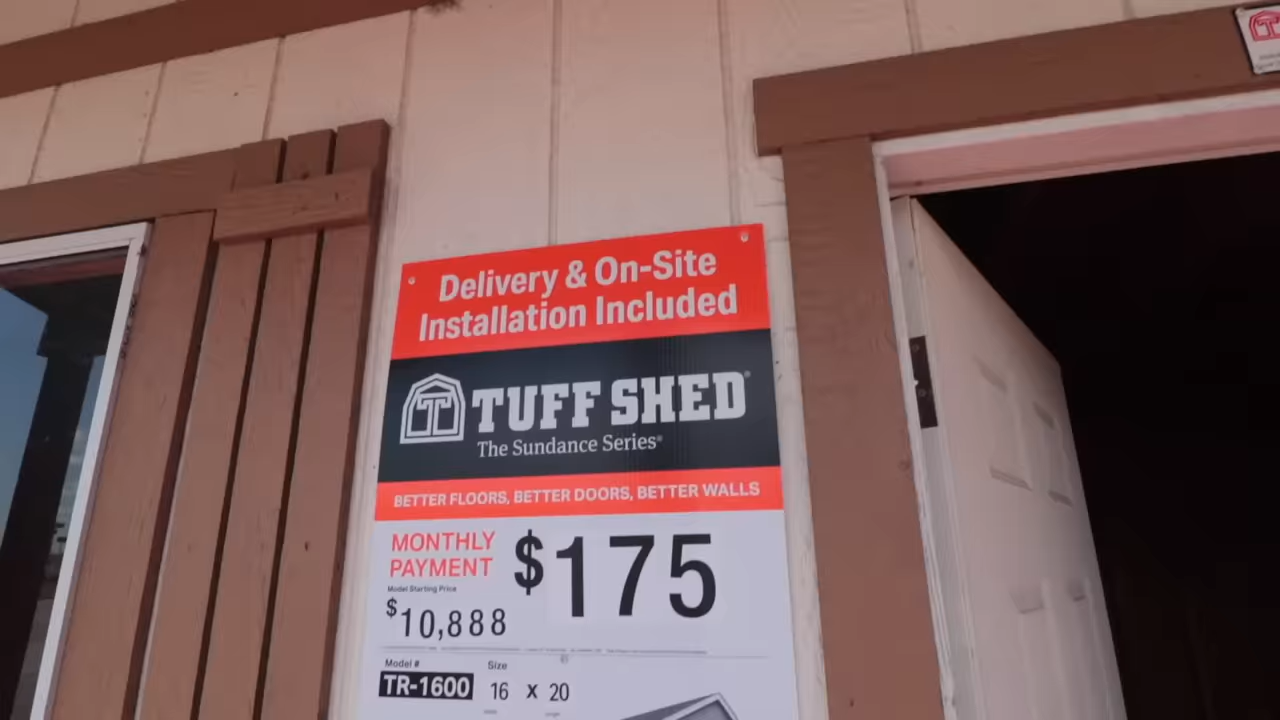 Delivery & On-Site
Installation Included
TUFF SHED®
The Sundance Series®
BETTER FLOORS, BETTER DOORS, BETTER WALLS
MONTHLY
PAYMENT
$175
Model Starting Price
$10,888
Model #
Size
TR-1600
16 x 20